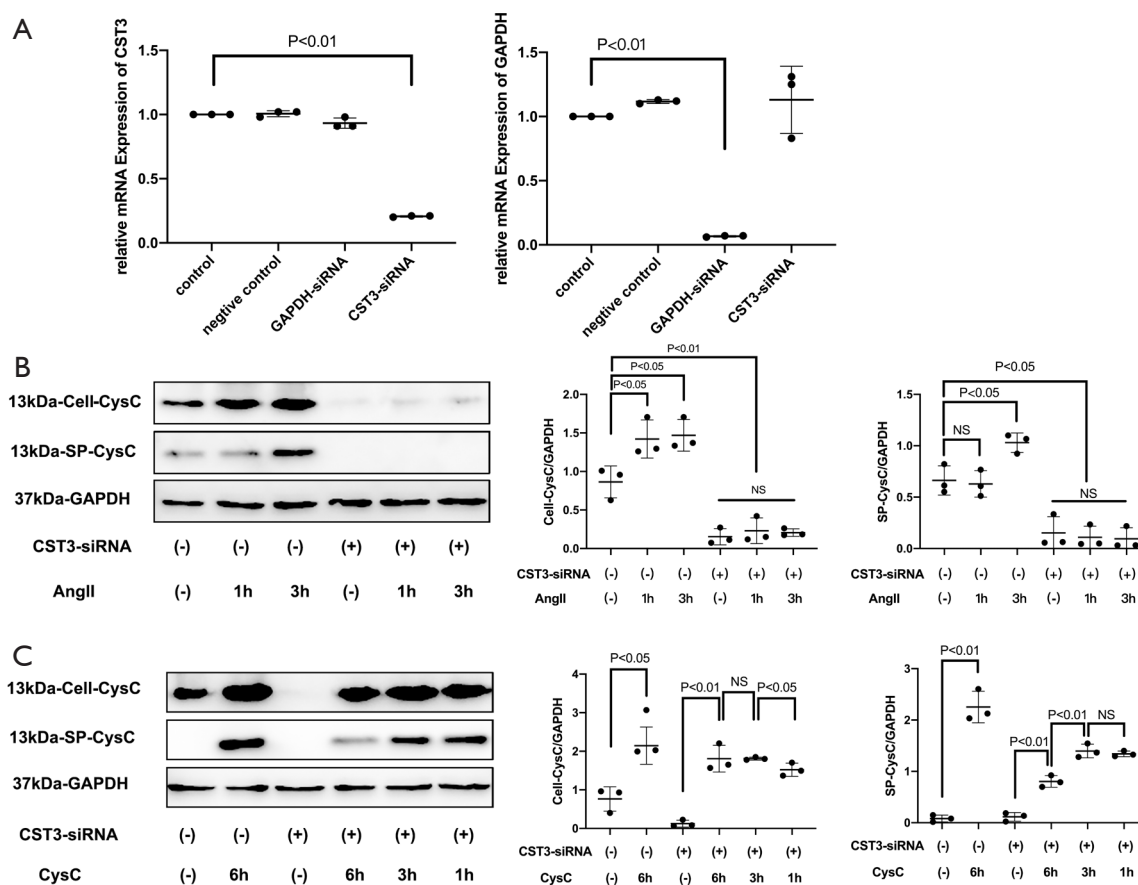 A
P<0.01
relative mRNA Expression of CST3
1.5
1.0
0.5
0.0
control
negtive control
GAPDH-siRNA
CST3-siRNA
P<0.01
relative mRNA Expression of GAPDH
1.5
1.0
0.5
0.0
control
negtive control
GAPDH-siRNA
CST3-siRNA
B
13kDa-Cell-CysC
13kDa-SP-CysC
37kDa-GAPDH
CST3-siRNA (-) (-) (-) (+) (+) (+)
AngII (-) 1h 3h (-) 1h 3h
P<0.01
P<0.05
P<0.05
Cell-CysC/GAPDH
2.0
1.5
1.0
0.5
0.0
NS
CST3-siRNA (-) (-) (-) (+) (+) (+)
AngII (-) 1h 3h (-) 1h 3h
P<0.05
P<0.05
NS
SP-CysC/GAPDH
1.5
1.0
0.5
0.0
NS
CST3-siRNA (-) (-) (-) (+) (+) (+)
AngII (-) 1h 3h (-) 1h 3h
C
13kDa-Cell-CysC
13kDa-SP-CysC
37kDa-GAPDH
CST3-siRNA (-) (-) (+) (+) (+) (+)
CysC (-) 6h (-) 6h 3h 1h
P<0.05
P<0.01
NS
P<0.05
Cell-CysC/GAPDH
4
3
2
1
0
CST3-siRNA (-) (-) (+) (+) (+) (+)
CysC (-) 6h (-) 6h 3h 1h
P<0.01
P<0.01
P<0.01
NS
SP-CysC/GAPDH
3
2
1
0
CST3-siRNA (-) (-) (+) (+) (+) (+)
CysC (-) 6h (-) 6h 3h 1h